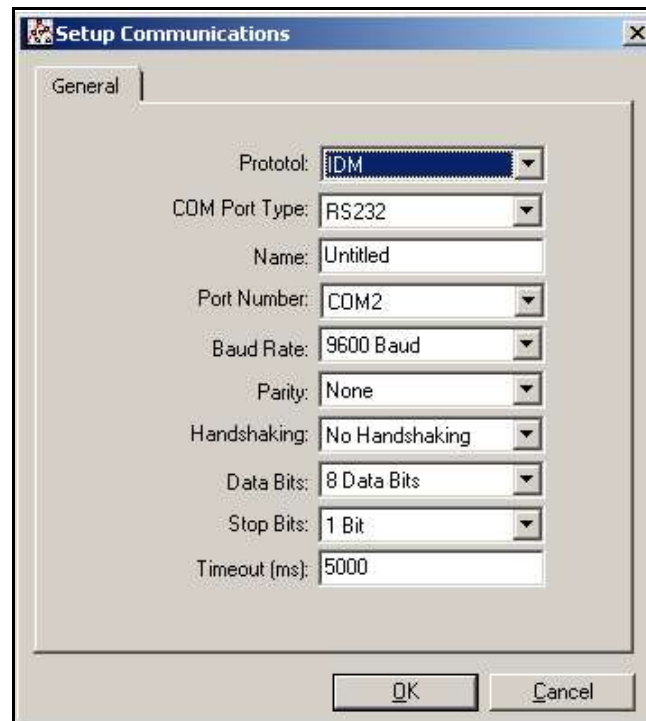 Setup Communications
General
Prototol: IDM
COM Port Type: RS232
Name: Untitled
Port Number: COM2
Baud Rate: 9600 Baud
Parity: None
Handshaking: No Handshaking
Data Bits: 8 Data Bits
Stop Bits: 1 Bit
Timeout (ms): 5000
OK Cancel